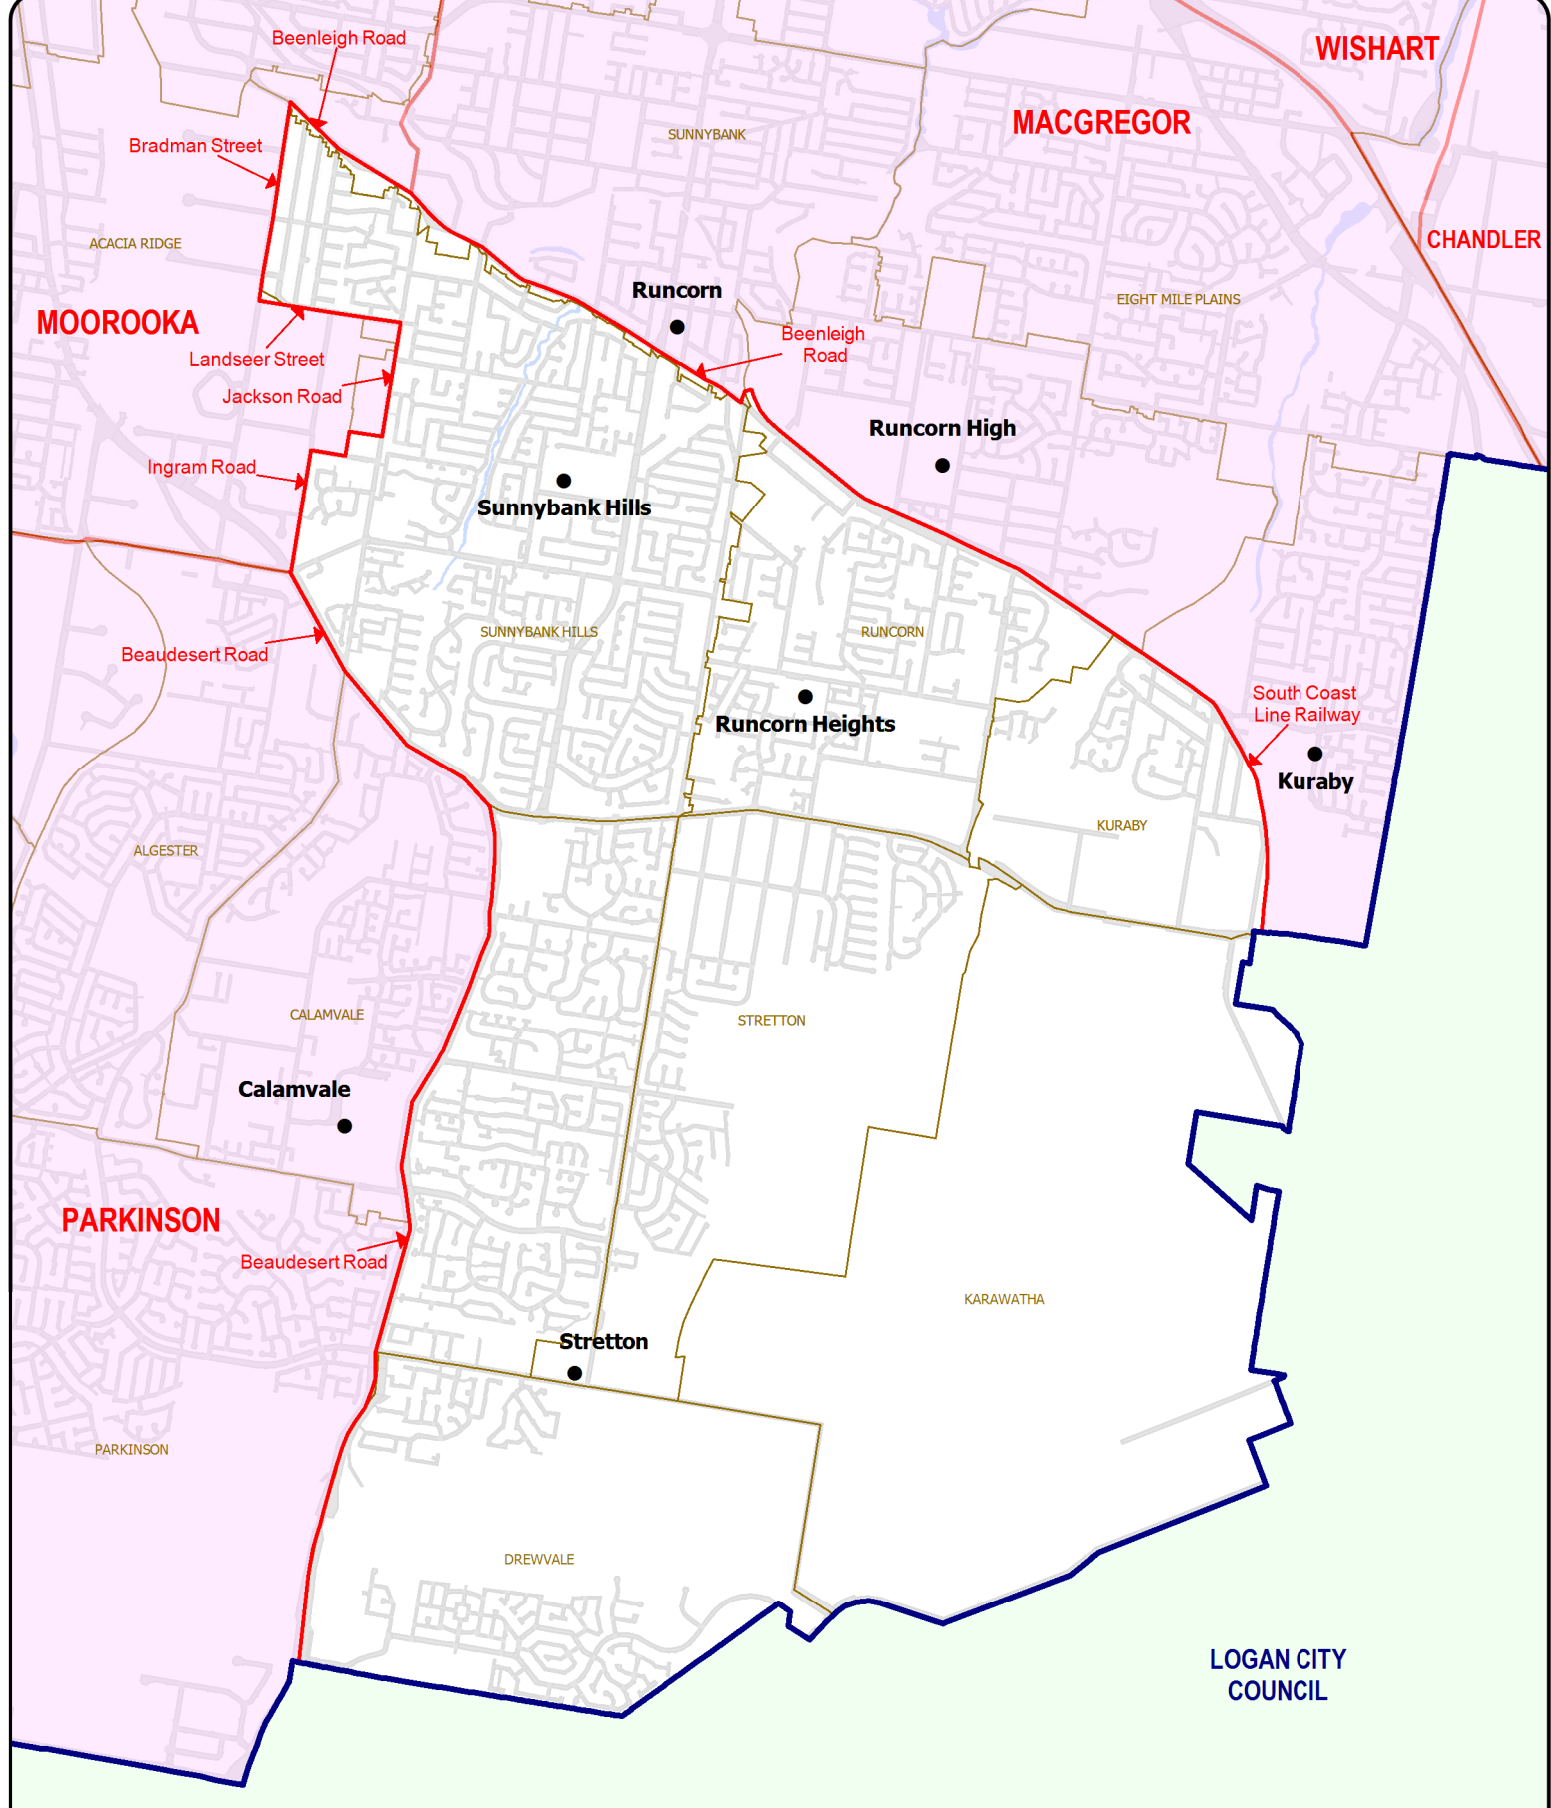 Beenleigh Road
WISHART
MACGREGOR
SUNNYBANK
Bradman Street
ACACIA RIDGE
CHANDLER
Runcorn
EIGHT MILE PLAINS
MOOROOKA
Beenleigh
Road
Landseer Street
Jackson Road
Runcorn High
Ingram Road
Sunnybank Hills
SUNNYBANK HILLS
RUNCORN
Beaudesert Road
South Coast
Line Railway
Runcorn Heights
Kuraby
KURABY
ALGESTER
CALAMVALE
STRETTON
Calamvale
PARKINSON
Beaudesert Road
KARAWATHA
Stretton
PARKINSON
DREWVALE
LOGAN CITY
COUNCIL